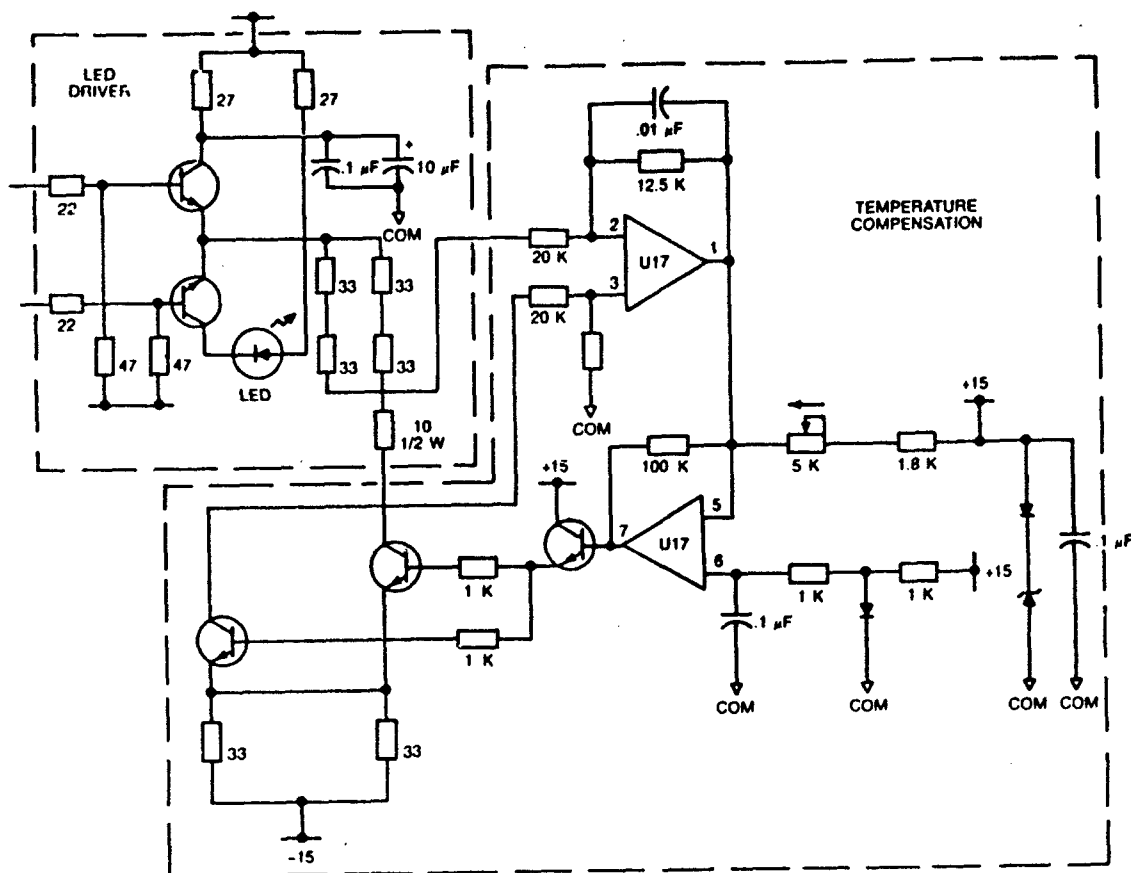 LED
DRIVER
27
27
.1 µF
+
10 µF
COM
22
22
33
33
33
33
47
47
LED
10
1/2 W
.01 µF
12.5 K
TEMPERATURE
COMPENSATION
20 K
2
U17
1
20 K
3
COM
+15
100 K
5 K
1.8 K
+15
5
7
U17
6
.1 µF
1 K
1 K
1 K
+15
.1 µF
1 K
COM
COM
COM
COM
33
33
-15